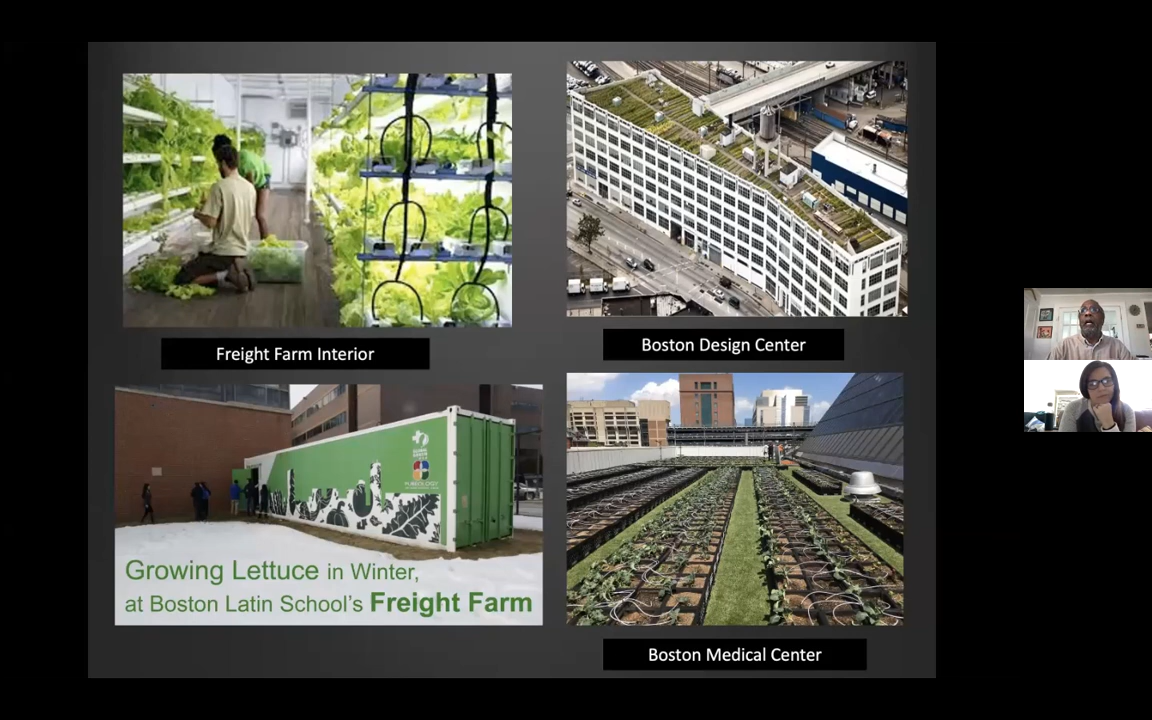 Freight Farm Interior
Boston Design Center
Growing Lettuce in Winter,
at Boston Latin School's Freight Farm
Boston Medical Center